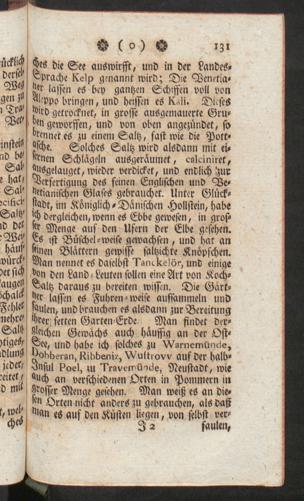 (0) 131
ches die See auswirfft, und in der Landes-
Sprache Kelp genannt wird; Die Venetia-
ner lassen es bey gantzen Schiffen voll von
Aleppo bringen, und heissen es Kali. Dieses
wird getrocknet, in grosse ausgemauerte Gru-
ben geworffen, und von oben angezündet, so
brennet es zu einem Saltz, fast wie die Pott-
asche. Solches Saltz wird alsdann mit ei-
sernen Schlägeln ausgeräumet, calciniret,
ausgelauget, wieder verdicket, und endlich zur
Verfertigung des feinen Englischen und Ve-
netianischen Glases gebrauchet. Unter Glück-
stadt, im Königlich-Dänischen Hollstein, habe
ich dergleichen, wenn es Ebbe gewesen, in gros-
ser Menge auf den Ufern der Elbe gesehen.
Es ist Büschel-weise gewachsen, und hat an
seinen Blättern gewisse saltzicht Knöpfchen.
Man nennet es daselbst Tanckelör, und einige
von den Land-Leuten sollen eine Art von Koch-
Saltz daraus zu bereiten wissen. Die Gärt-
ner lassen es Fuhren-weise aufsammeln und
faulen, und brauchen es alsdann zur Bereitung
ihrer fetten Garten-Erde. Man findet der-
gleichen Gewächs auch häuffig an der Ost-
See, und habe ich solches zu Warnemünde,
Dobberan, Ribbeniz, Wustrovv auf der halb-
Insul Poel, zu Travemünde, Neustadt, wie
auch an verschiedenen Orten in Pommern in
grosser Menge gesehen. Man weiß es an die-
sen Orten nicht anders zu gebrauchen, als daß
man es auf den Küsten liegen, von selbst ver-
J 2 faulen,